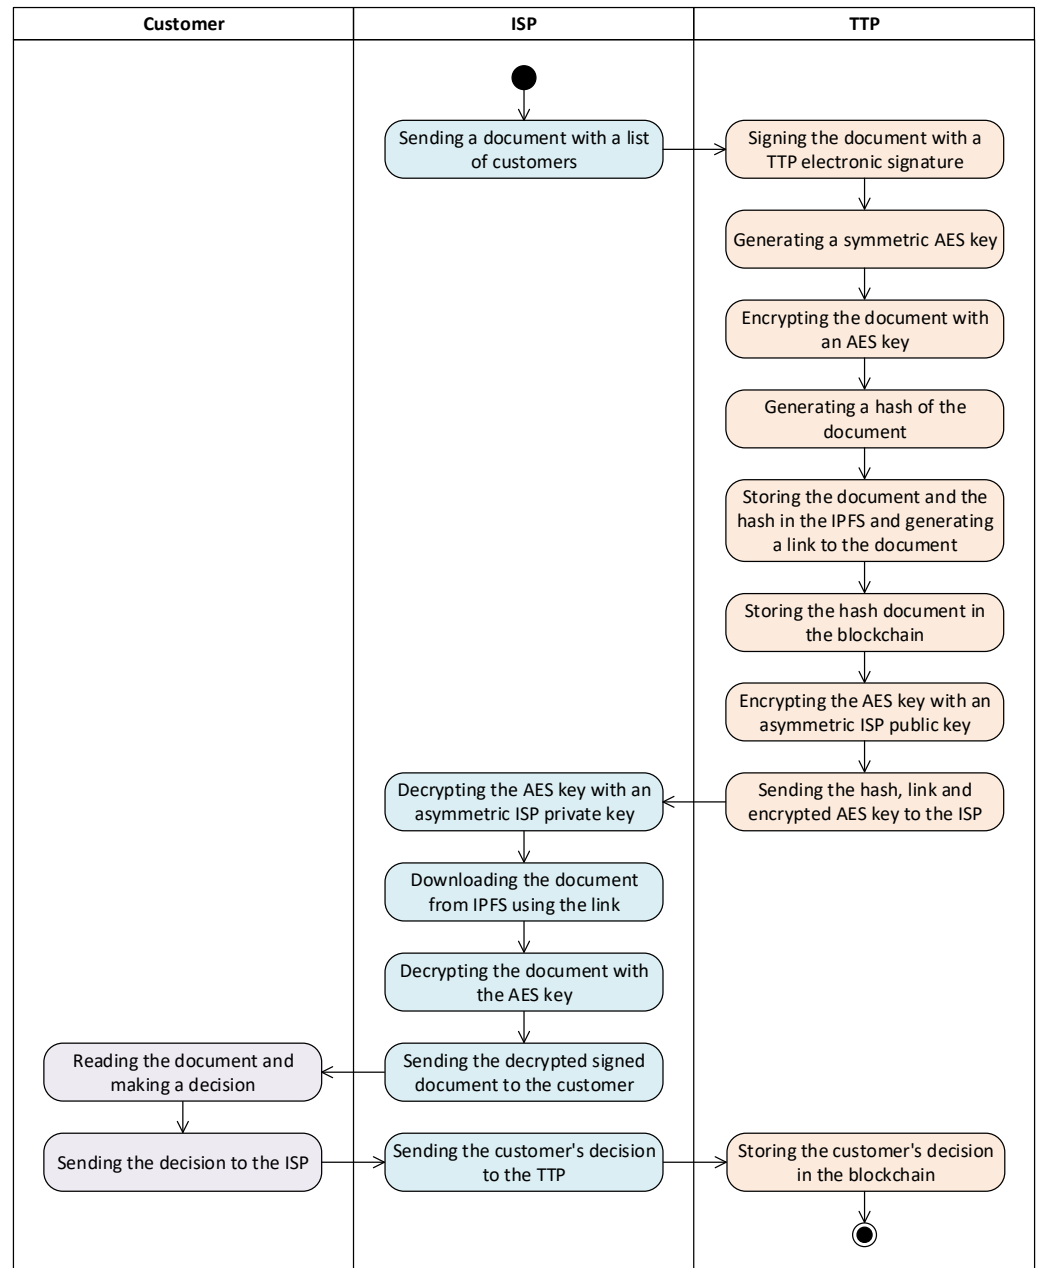 Customer
ISP
TTP
Sending a document with a list
of customers
Signing the document with a
TTP electronic signature
Generating a symmetric AES key
Encrypting the document with
an AES key
Generating a hash of the
document
Storing the document and the
hash in the IPFS and generating
a link to the document
Storing the hash document in
the blockchain
Encrypting the AES key with an
asymmetric ISP public key
Sending the hash, link and
encrypted AES key to the ISP
Decrypting the AES key with an
asymmetric ISP private key
Downloading the document
from IPFS using the link
Decrypting the document with
the AES key
Sending the decrypted signed
document to the customer
Reading the document and
making a decision
Sending the decision to the ISP
Sending the customer's decision
to the TTP
Storing the customer's decision
in the blockchain